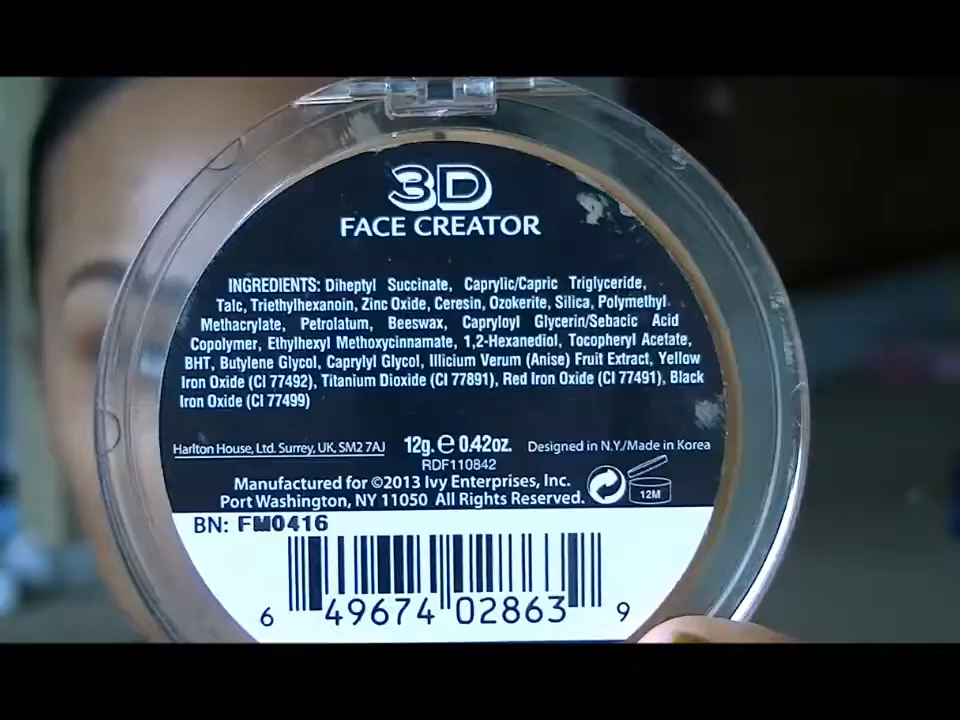 3D
FACE CREATOR
INGREDIENTS: Diheptyl Succinate, Caprylic/Capric Triglyceride,
Talc, Triethylhexanoin, Zinc Oxide, Ceresin, Ozokerite, Silica, Polymethyl
Methacrylate, Petrolatum, Beeswax, Capryloyl Glycerin/Sebacic Acid
Copolymer, Ethylhexyl Methoxycinnamate, 1,2-Hexanediol, Tocopheryl Acetate,
BHT, Butylene Glycol, Caprylyl Glycol, Illicium Verum (Anise) Fruit Extract, Yellow
Iron Oxide (CI 77492), Titanium Dioxide (CI 77891), Red Iron Oxide (CI 77491), Black
Iron Oxide (CI 77499)
Harlton House, Ltd. Surrey, UK, SM2 7AJ 12g. e 0.42oz. Designed in N.Y./Made in Korea
RDF110842
Manufactured for ©2013 Ivy Enterprises, Inc.
Port Washington, NY 11050 All Rights Reserved.
12M
BN: FM0416
6 49674 02863 9